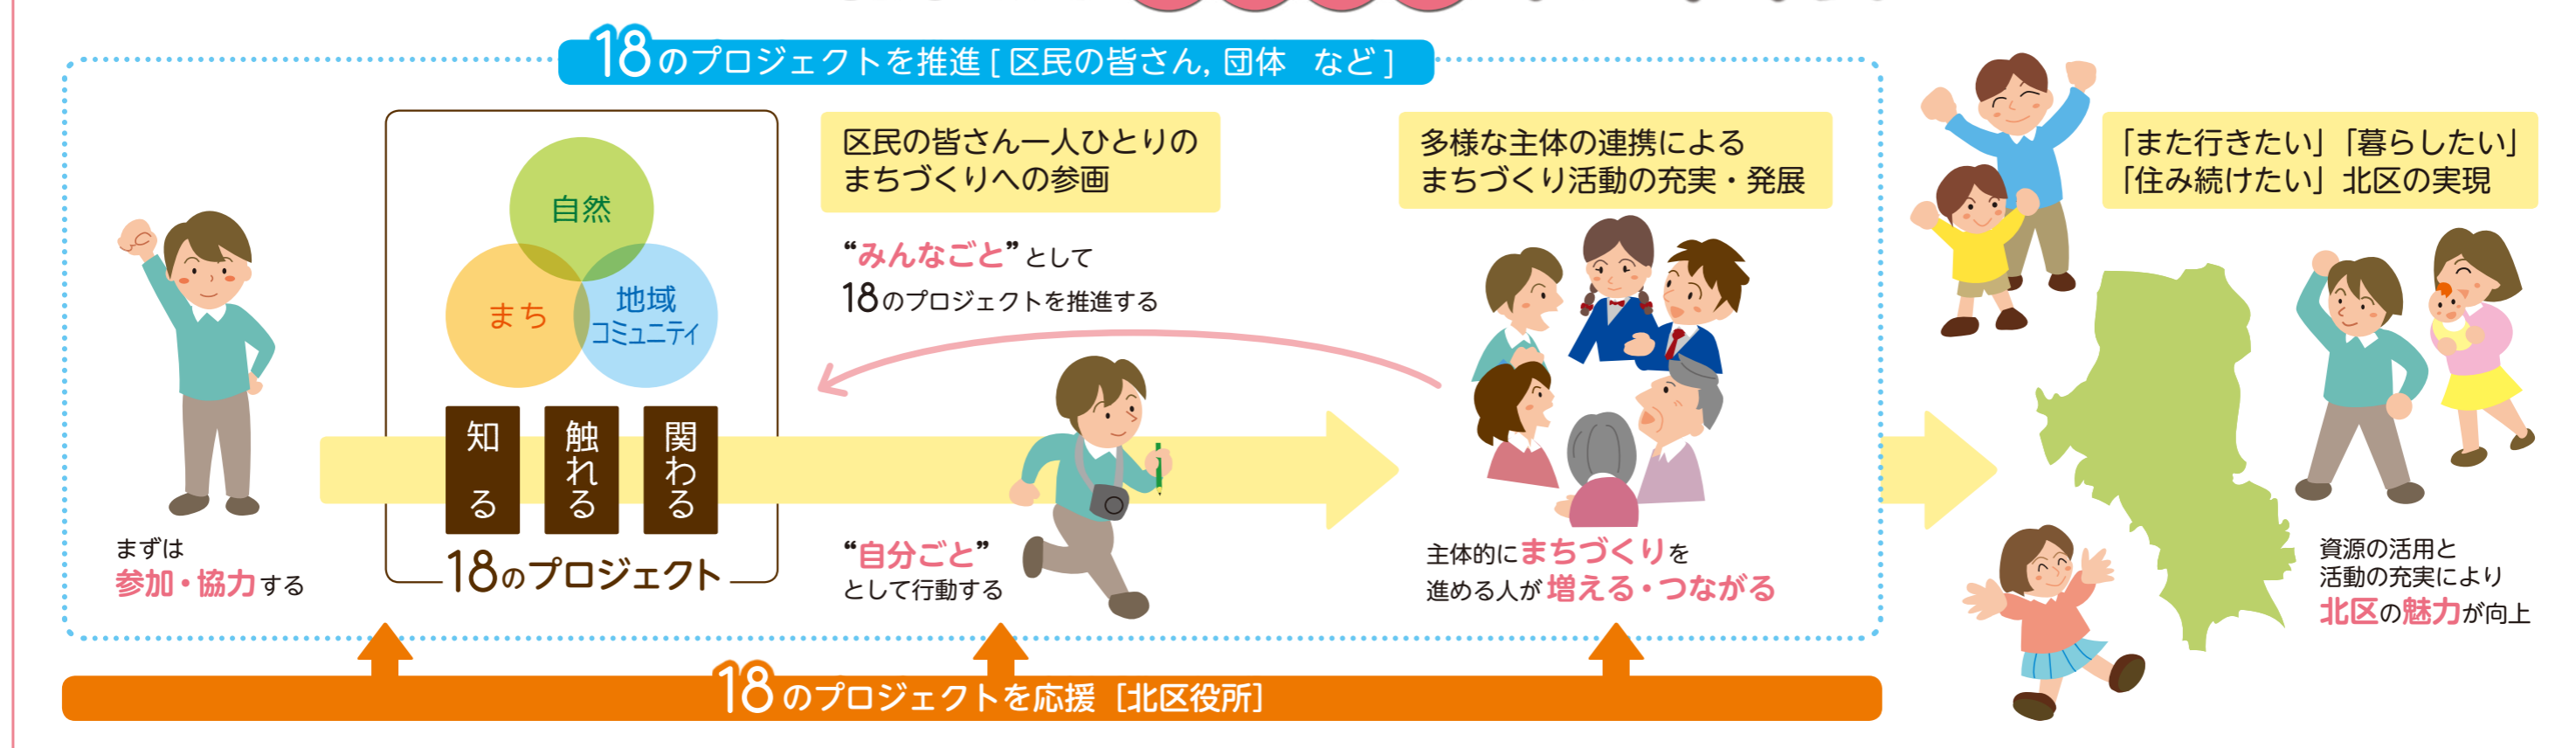 18のプロジェクトを推進 [ 区民の皆さん, 団体　など ]
自然
まち
地域
コミュニティ
知る
触れる
関わる
18のプロジェクト
まずは
参加・協力する
区民の皆さん一人ひとりの
まちづくりへの参画
“みんなごと”として
18のプロジェクトを推進する
“自分ごと”
として行動する
多様な主体の連携による
まちづくり活動の充実・発展
主体的にまちづくりを
進める人が増える・つながる
「また行きたい」「暮らしたい」
「住み続けたい」北区の実現
資源の活用と
活動の充実により
北区の魅力が向上
18のプロジェクトを応援［北区役所］